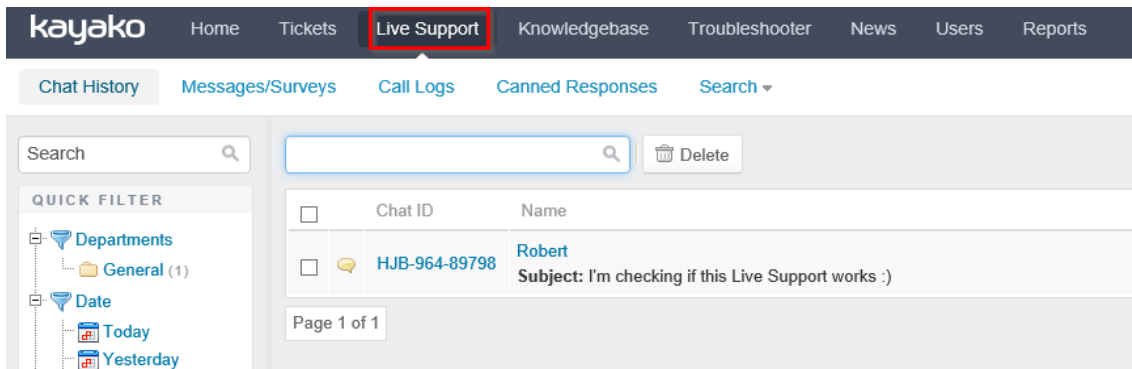 kayako Home Tickets Live Support Knowledgebase Troubleshooter News Users Reports
Chat History Messages/Surveys Call Logs Canned Responses Search
Search
Delete
QUICK FILTER
Departments
General (1)
Date
Today
Yesterday
Chat ID Name
HJB-964-89798 Robert
Subject: I'm checking if this Live Support works :)
Page 1 of 1